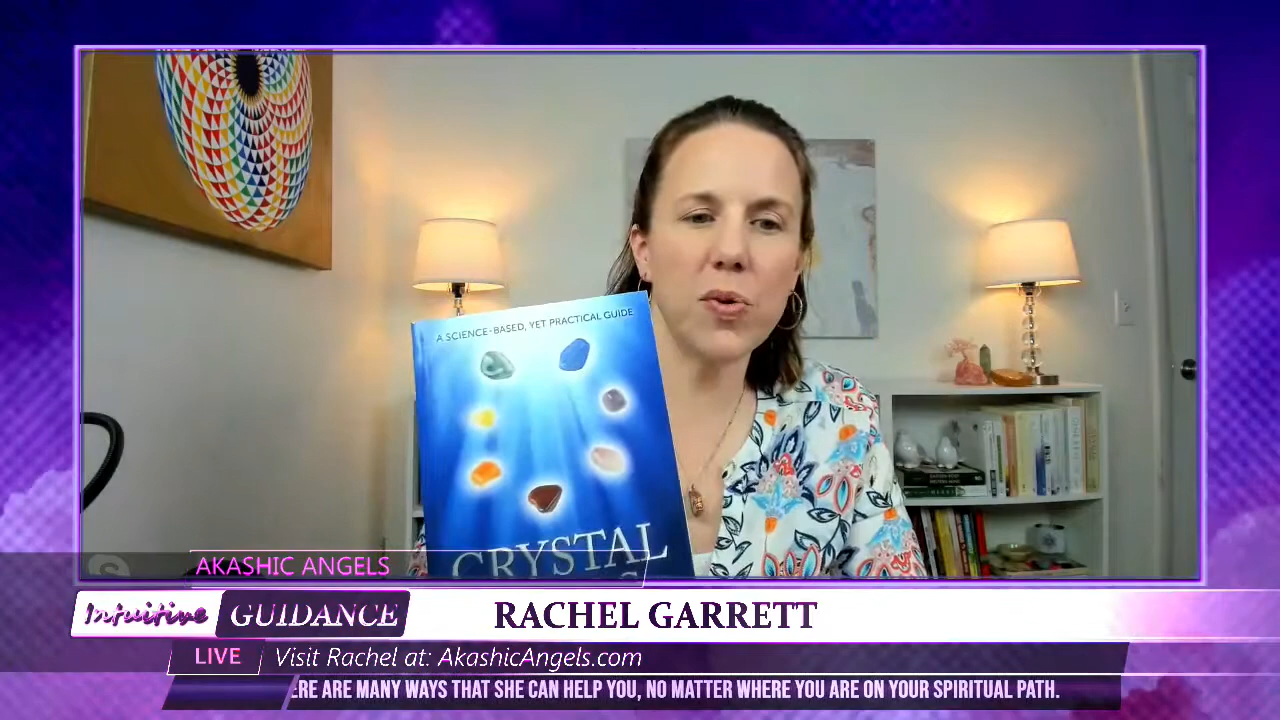 A SCIENCE-BASED, YET PRACTICAL GUIDE
CRYSTAL
AKASHIC ANGELS
Intuitive GUIDANCE
RACHEL GARRETT
LIVE
Visit Rachel at: AkashicAngels.com
ERE ARE MANY WAYS THAT SHE CAN HELP YOU, NO MATTER WHERE YOU ARE ON YOUR SPIRITUAL PATH.